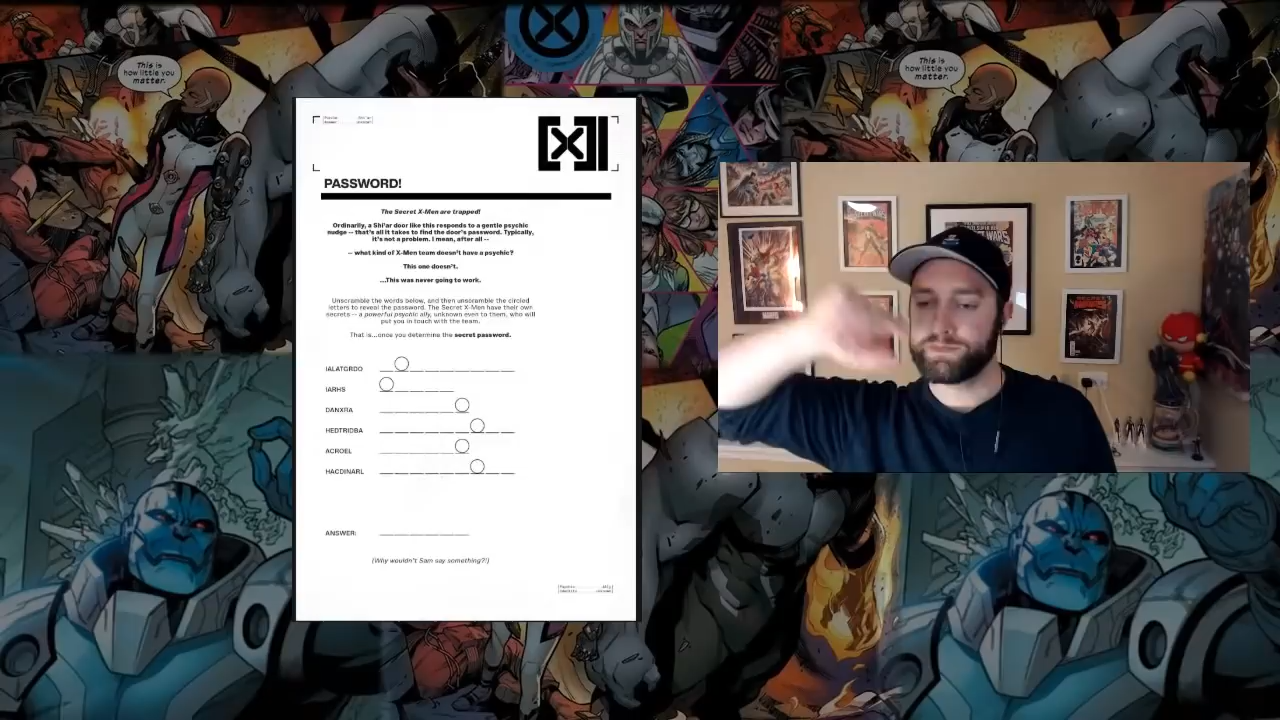 This is
how little you
matter.
This is
how little you
matter.
[X]
PASSWORD!
The Secret X-Men are trapped!
Ordinarily, a Shi'ar door like this responds to a gentle psychic
nudge -- that's all it takes to find the door's password. Typically,
it's not a problem. I mean, after all --
-- what kind of X-Men team doesn't have a psychic?
This one doesn't.
...This was never going to work.
Unscramble the words below, and then unscramble the circled
letters to reveal the password. The Secret X-Men have their own
secrets -- a powerful psychic ally, unknown even to them, who will
put you in touch with the team.
That is...once you determine the secret password.
IALATGRDO
IARHS
DANXRA
HEDTRIDBA
ACROEL
HACDINARL
ANSWER:
(Why wouldn't Sam say something?!)